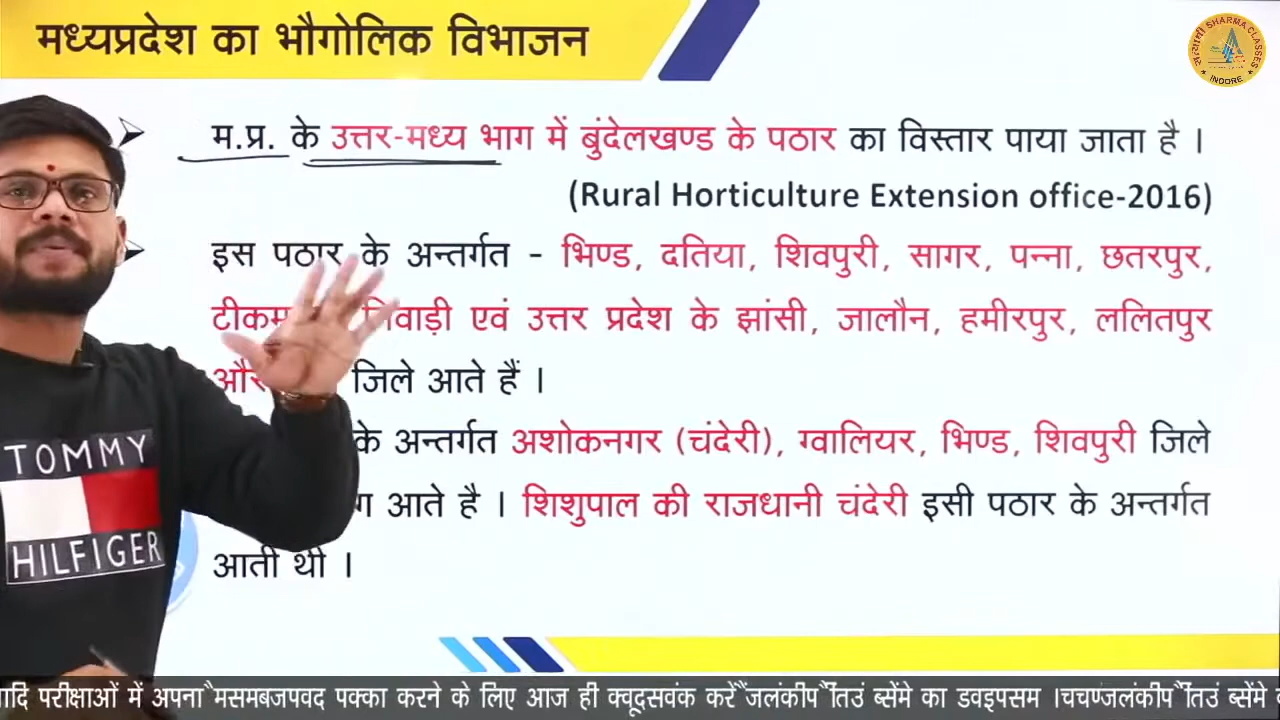 मध्यप्रदेश का भौगोलिक विभाजन
सत्यार्थी SHARMA CLASSES
INDORE
म.प्र. के उत्तर-मध्य भाग में बुंदेलखण्ड के पठार का विस्तार पाया जाता है ।
(Rural Horticulture Extension office-2016)
इस पठार के अन्तर्गत - भिण्ड, दतिया, शिवपुरी, सागर, पन्ना, छतरपुर,
एवं उत्तर प्रदेश के झांसी, जालौन, हमीरपुर, ललितपुर
जिले आते हैं ।
के अन्तर्गत अशोकनगर (चंदेरी), ग्वालियर, भिण्ड, शिवपुरी जिले
आते है । शिशुपाल की राजधानी चंदेरी इसी पठार के अन्तर्गत
आती थी ।
TOMMY
HILFIGER
परीक्षाओं में अपना पक्का करने के लिए आज ही करें का